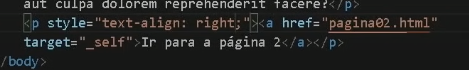 aut culpa dolorem reprehenderit facere?</p>
<p style="text-align: right;"><a href="pagina02.html"
target="_self">Ir para a página 2</a></p>
/body>